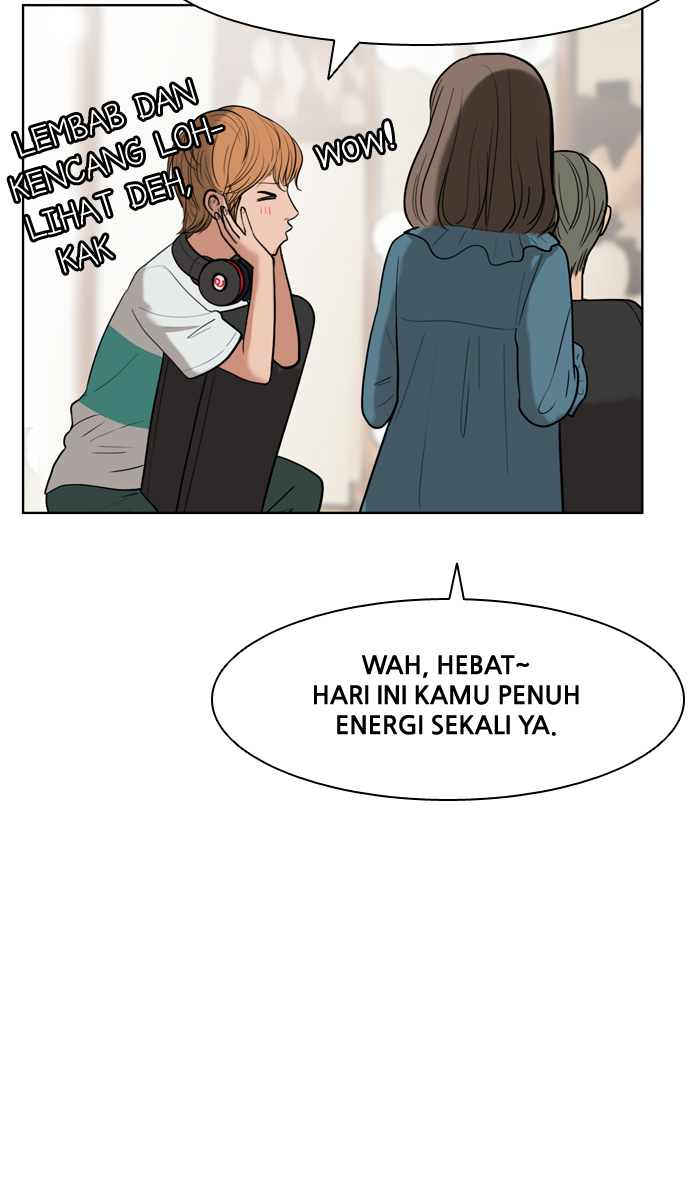 LEMBAB DAN
KENCANG LOH~
LIHAT DEH,
KAK
WOW!
WAH, HEBAT~
HARI INI KAMU PENUH
ENERGI SEKALI YA.